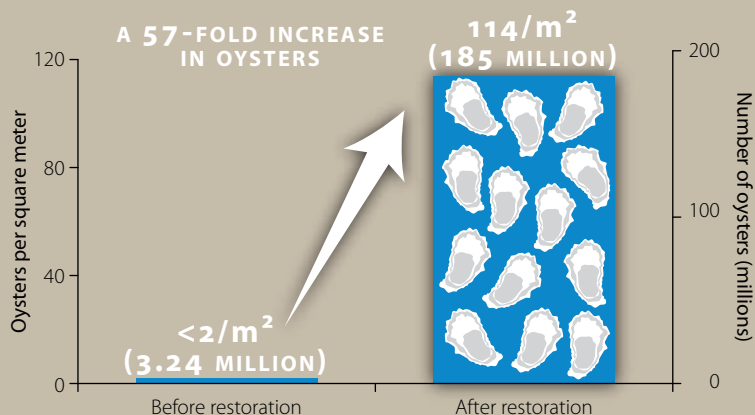 A 57-FOLD INCREASE
IN OYSTERS
114/m²
(185 MILLION)
120
80
40
0
Oysters per square meter
<2/m²
(3.24 MILLION)
200
100
0
Number of oysters (millions)
Before restoration
After restoration